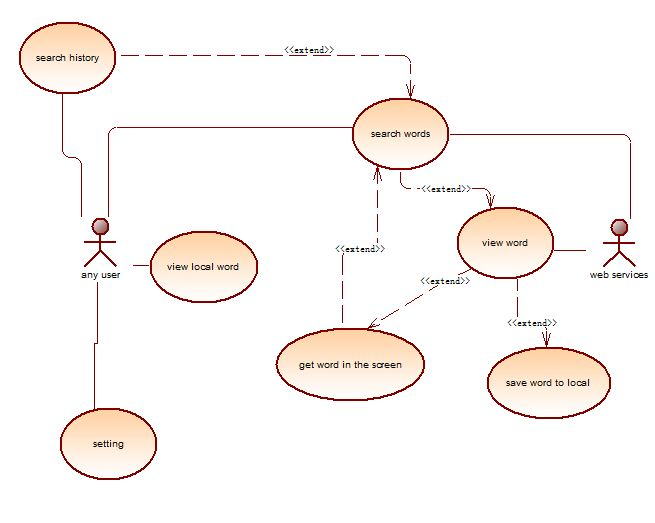 search history
<<extend>>
search words
<<extend>>
view word
<<extend>>
view local word
any user
web services
<<extend>>
<<extend>>
get word in the screen
save word to local
setting